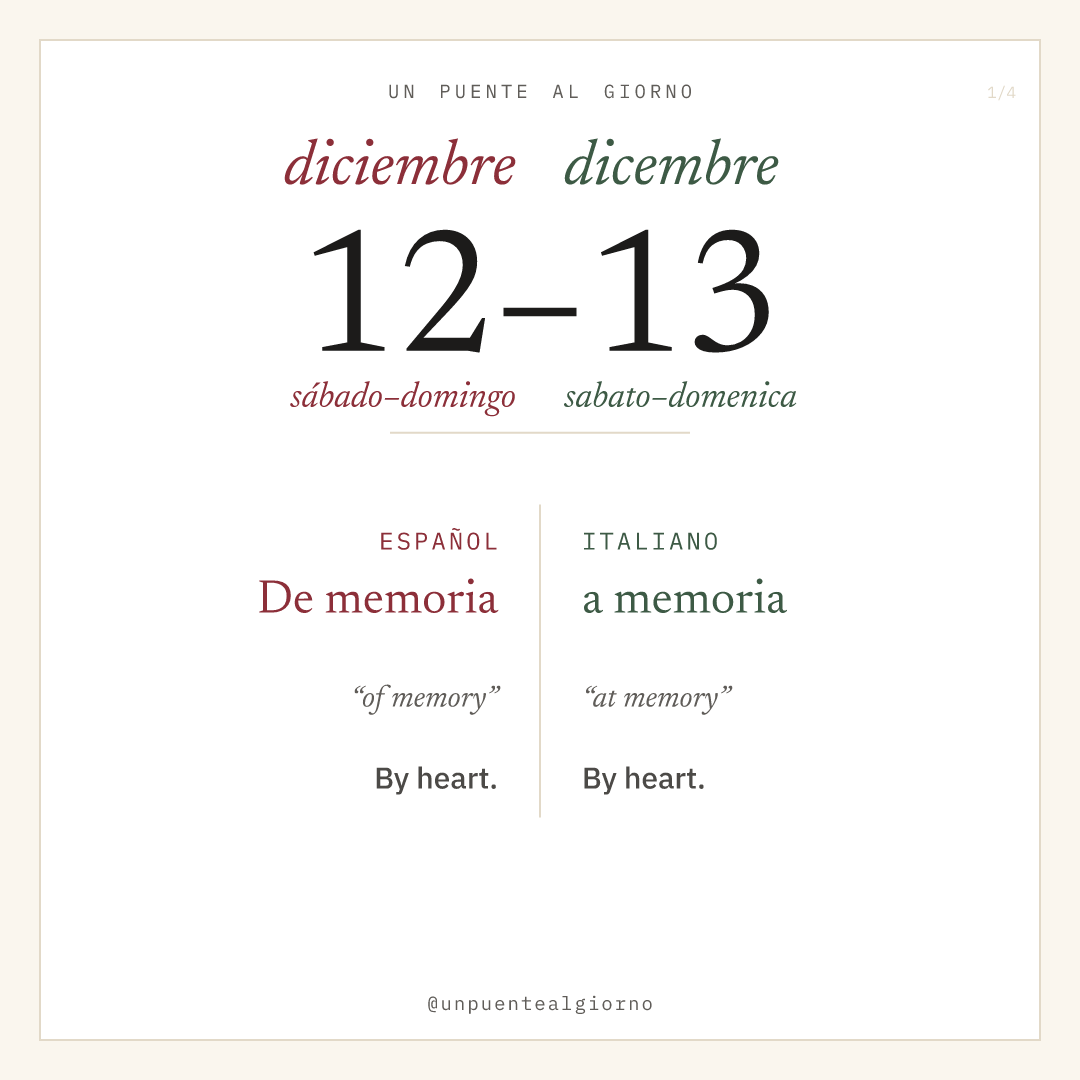 UN PUENTE AL GIORNO
1/4
diciembre dicembre
12–13
sábado–domingo sabato–domenica
ESPAÑOL
De memoria
“of memory”
By heart.
ITALIANO
a memoria
“at memory”
By heart.
@unpuentealgiorno